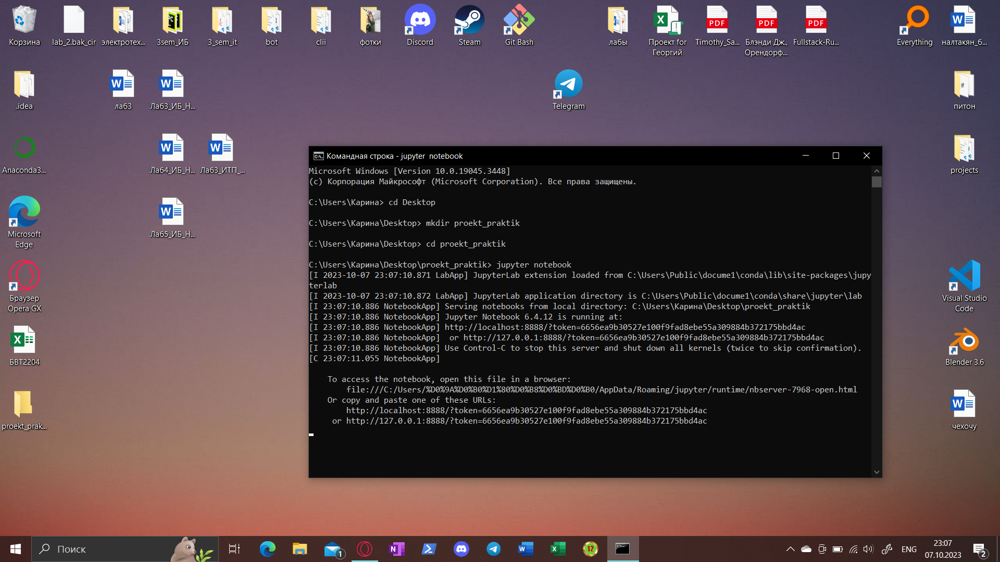 Корзина
lab_2.bak_cir
электротех...
3sem_ИБ
3_sem_it
bot
clii
фотки
Discord
Steam
Git Bash
лабы
Проект for
Георгий
Timothy_Sa...
Блэнди Дж.,
Орендорф...
Fullstack-Ru...
Everything
налтакян_б...
.idea
лаб3
Лаб3_ИБ_Н...
Telegram
питон
Anaconda3...
Лаб4_ИБ_Н...
Лаб3_ИТП_...
projects
Microsoft
Edge
Лаб5_ИБ_Н...
Браузер
Opera GX
Visual Studio
Code
БВТ2204
Blender 3.6
proekt_prak...
чехочу
Командная строка - jupyter  notebook
Microsoft Windows [Version 10.0.19045.3448]
(c) Корпорация Майкрософт (Microsoft Corporation). Все права защищены.
C:\Users\Карина> cd Desktop
C:\Users\Карина\Desktop> mkdir proekt_praktik
C:\Users\Карина\Desktop> cd proekt_praktik
C:\Users\Карина\Desktop\proekt_praktik> jupyter notebook
[I 2023-10-07 23:07:10.871 LabApp] JupyterLab extension loaded from C:\Users\Public\docume1\conda\lib\site-packages\jupy
terlab
[I 2023-10-07 23:07:10.872 LabApp] JupyterLab application directory is C:\Users\Public\docume1\conda\share\jupyter\lab
[I 23:07:10.886 NotebookApp] Serving notebooks from local directory: C:\Users\Карина\Desktop\proekt_praktik
[I 23:07:10.886 NotebookApp] Jupyter Notebook 6.4.12 is running at:
[I 23:07:10.886 NotebookApp] http://localhost:8888/?token=6656ea9b30527e100f9fad8ebe55a309884b372175bbd4ac
[I 23:07:10.886 NotebookApp]  or http://127.0.0.1:8888/?token=6656ea9b30527e100f9fad8ebe55a309884b372175bbd4ac
[I 23:07:10.886 NotebookApp] Use Control-C to stop this server and shut down all kernels (twice to skip confirmation).
[C 23:07:11.055 NotebookApp]
To access the notebook, open this file in a browser:
file:///C:/Users/%D0%9A%D0%B0%D1%80%D0%B8%D0%BD%D0%B0/AppData/Roaming/jupyter/runtime/nbserver-7968-open.html
Or copy and paste one of these URLs:
http://localhost:8888/?token=6656ea9b30527e100f9fad8ebe55a309884b372175bbd4ac
or http://127.0.0.1:8888/?token=6656ea9b30527e100f9fad8ebe55a309884b372175bbd4ac
Поиск
1
12
ENG
23:07
07.10.2023
2